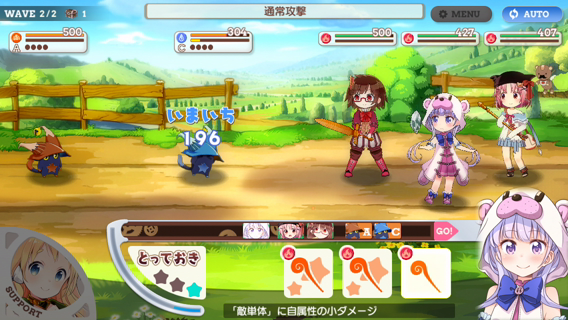 WAVE 2/2 1
通常攻撃
MENU
AUTO
500
A
304
C
500
427
407
いまいち
196
A C GO!
とっておき
SUPPORT
「敵単体」に自属性の小ダメージ